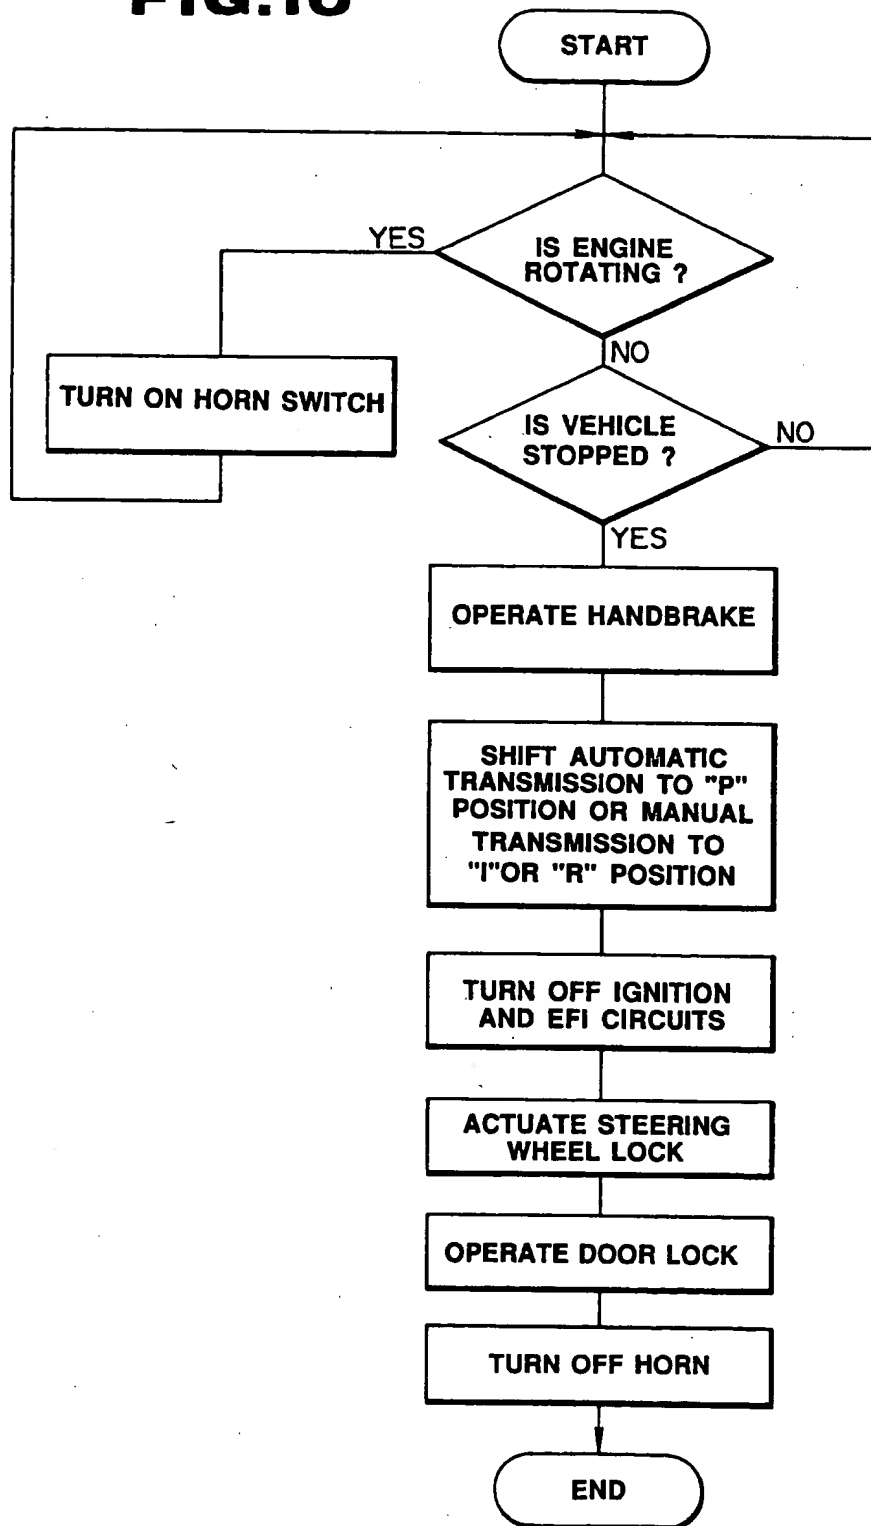 START
YES
IS ENGINE
ROTATING ?
NO
TURN ON HORN SWITCH
IS VEHICLE
STOPPED ?
NO
YES
OPERATE HANDBRAKE
SHIFT AUTOMATIC
TRANSMISSION TO "P"
POSITION OR MANUAL
TRANSMISSION TO
"I"OR "R" POSITION
TURN OFF IGNITION
AND EFI CIRCUITS
ACTUATE STEERING
WHEEL LOCK
OPERATE DOOR LOCK
TURN OFF HORN
END